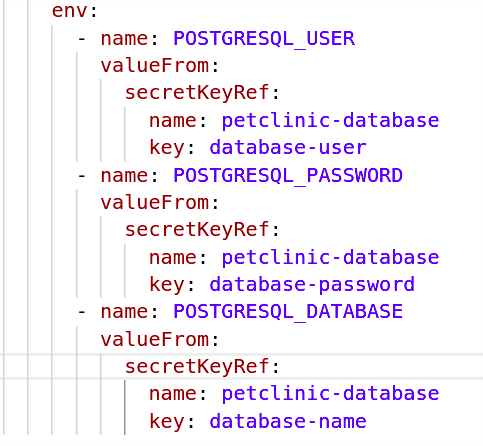 env:
- name: POSTGRESQL_USER
valueFrom:
secretKeyRef:
name: petclinic-database
key: database-user
- name: POSTGRESQL_PASSWORD
valueFrom:
secretKeyRef:
name: petclinic-database
key: database-password
- name: POSTGRESQL_DATABASE
valueFrom:
secretKeyRef:
name: petclinic-database
key: database-name